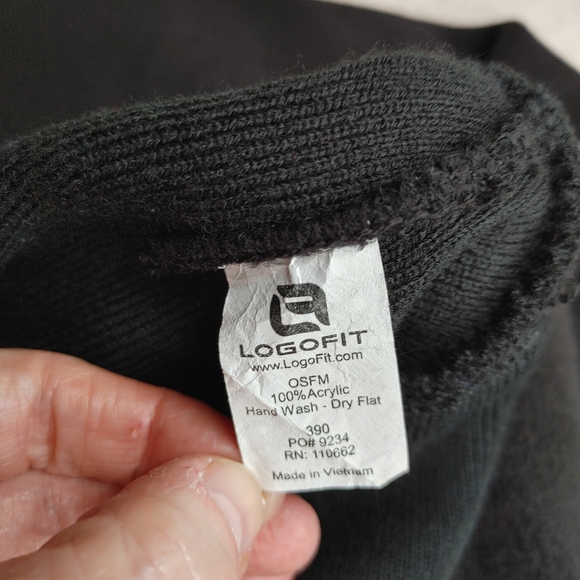 LOGOFIT
www.LogoFit.com
OSFM
100%Acrylic
Hand Wash - Dry Flat
390
PO# 9234
RN: 110662
Made in Vietnam